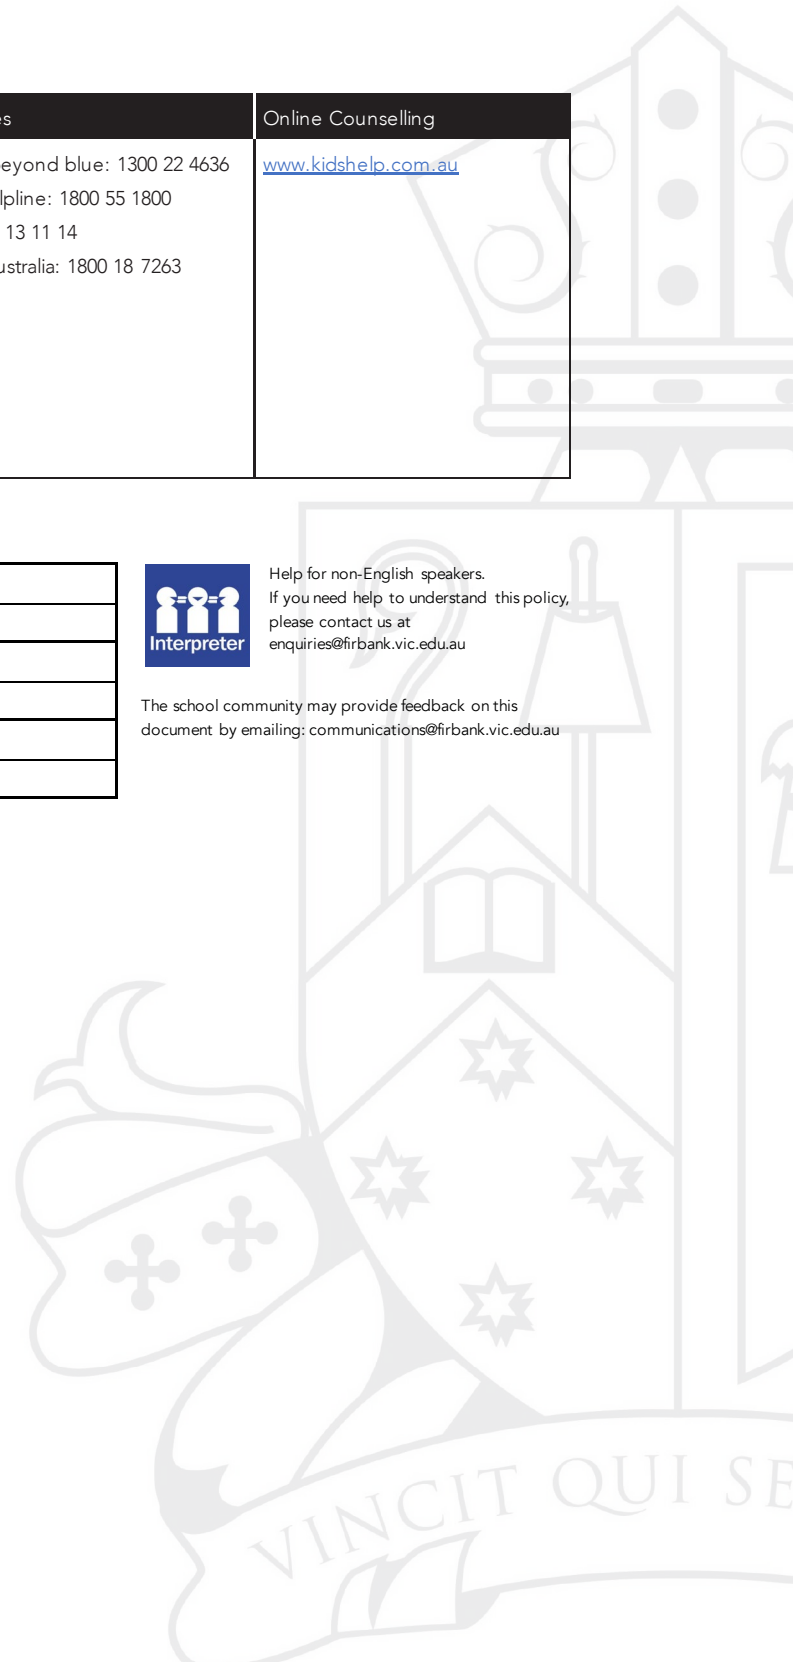 es
Online Counselling
eyond blue: 1300 22 4636
www.kidshelp.com.au
lpline: 1800 55 1800
13 11 14
ustralia: 1800 18 7263
Help for non-English speakers.
If you need help to understand this policy,
please contact us at
enquiries@firbank.vic.edu.au
Interpreter
The school community may provide feedback on this
document by emailing: communications@firbank.vic.edu.au
VINCIT QUI SE